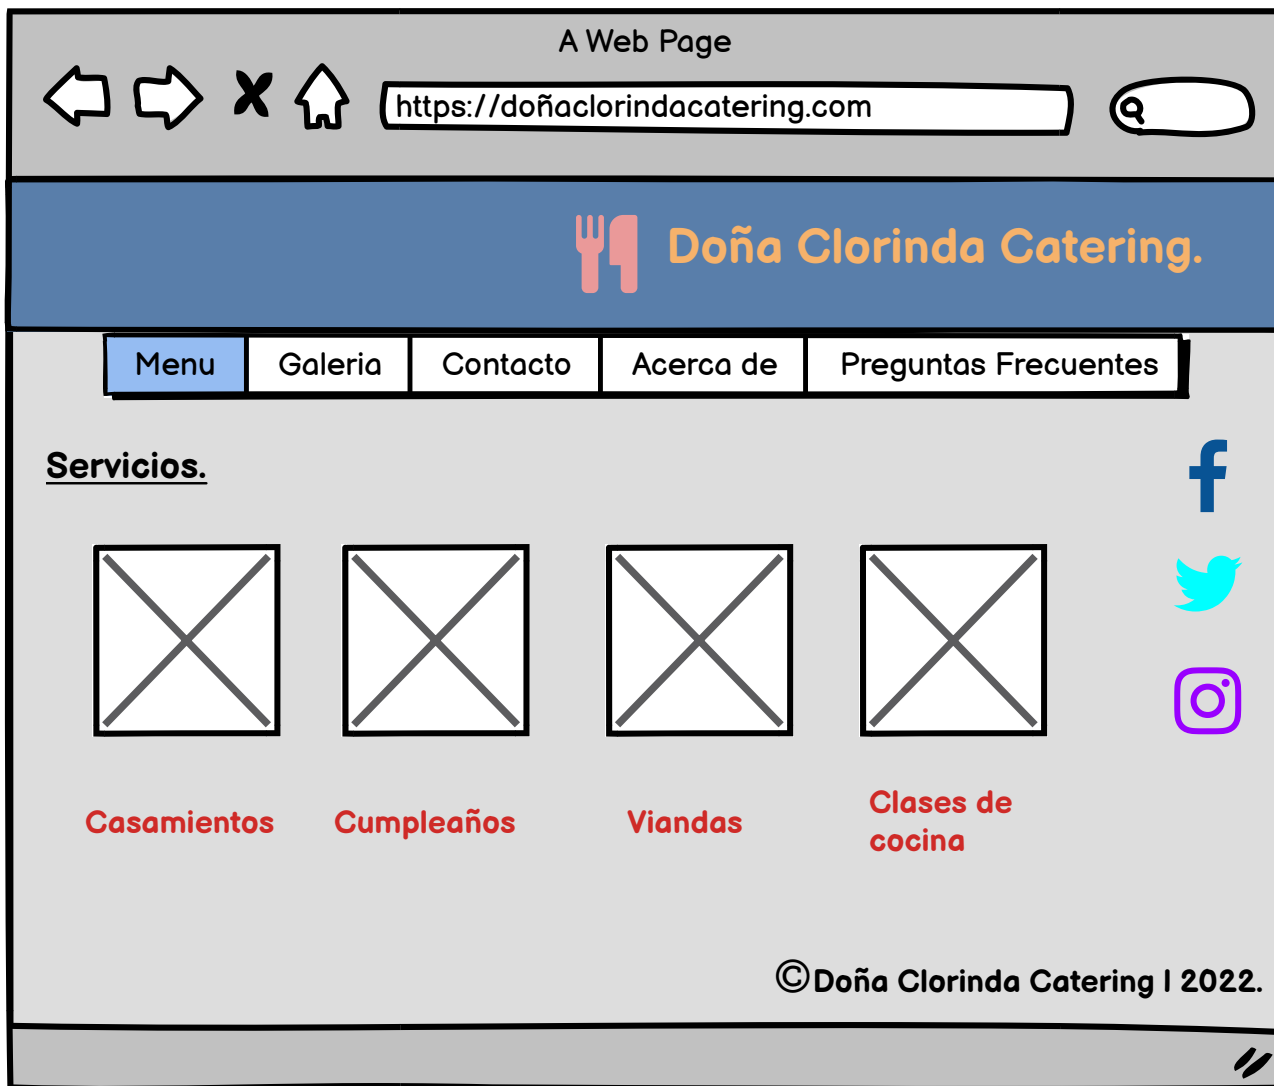 A Web Page
https://doñaclorindacatering.com
Doña Clorinda Catering.
Menu
Galeria
Contacto
Acerca de
Preguntas Frecuentes
Servicios.
Casamientos
Cumpleaños
Viandas
Clases de
cocina
©Doña Clorinda Catering | 2022.